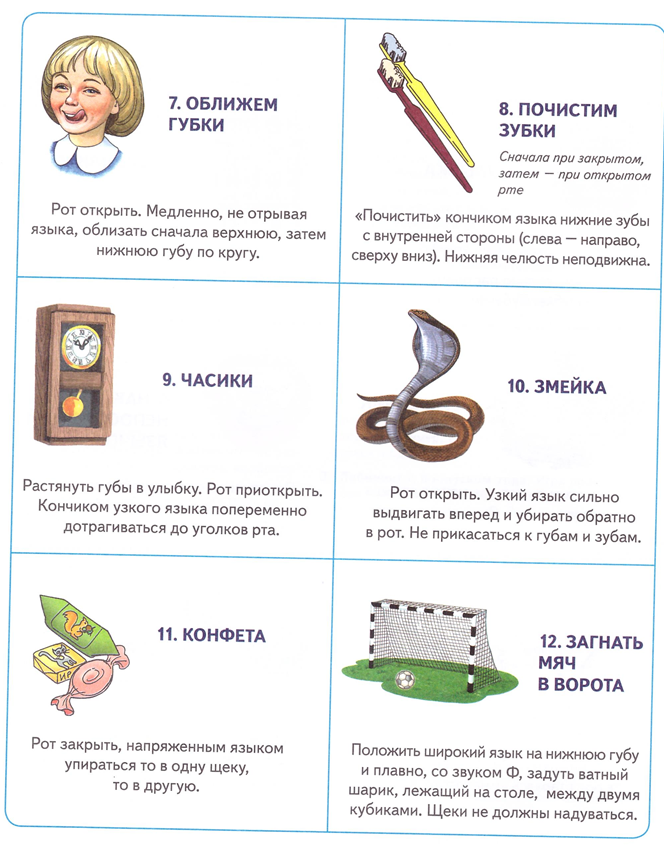 7. ОБЛИЖЕМ
ГУБКИ
Рот открыть. Медленно, не отрывая
языка, облизать сначала верхнюю, затем
нижнюю губу по кругу.
8. ПОЧИСТИМ
ЗУБКИ
Сначала при закрытом,
затем — при открытом
рте
«Почистить» кончиком языка нижние зубы
с внутренней стороны (слева — направо,
сверху вниз). Нижняя челюсть неподвижна.
9. ЧАСИКИ
Растянуть губы в улыбку. Рот приоткрыть.
Кончиком узкого языка попеременно
дотрагиваться до уголков рта.
10. ЗМЕЙКА
Рот открыть. Узкий язык сильно
выдвигать вперед и убирать обратно
в рот. Не прикасаться к губам и зубам.
11. КОНФЕТА
Рот закрыть, напряженным языком
упираться то в одну щеку,
то в другую.
12. ЗАГНАТЬ
МЯЧ
В ВОРОТА
Положить широкий язык на нижнюю губу
и плавно, со звуком Ф, задуть ватный
шарик, лежащий на столе, между двумя
кубиками. Щеки не должны надуваться.